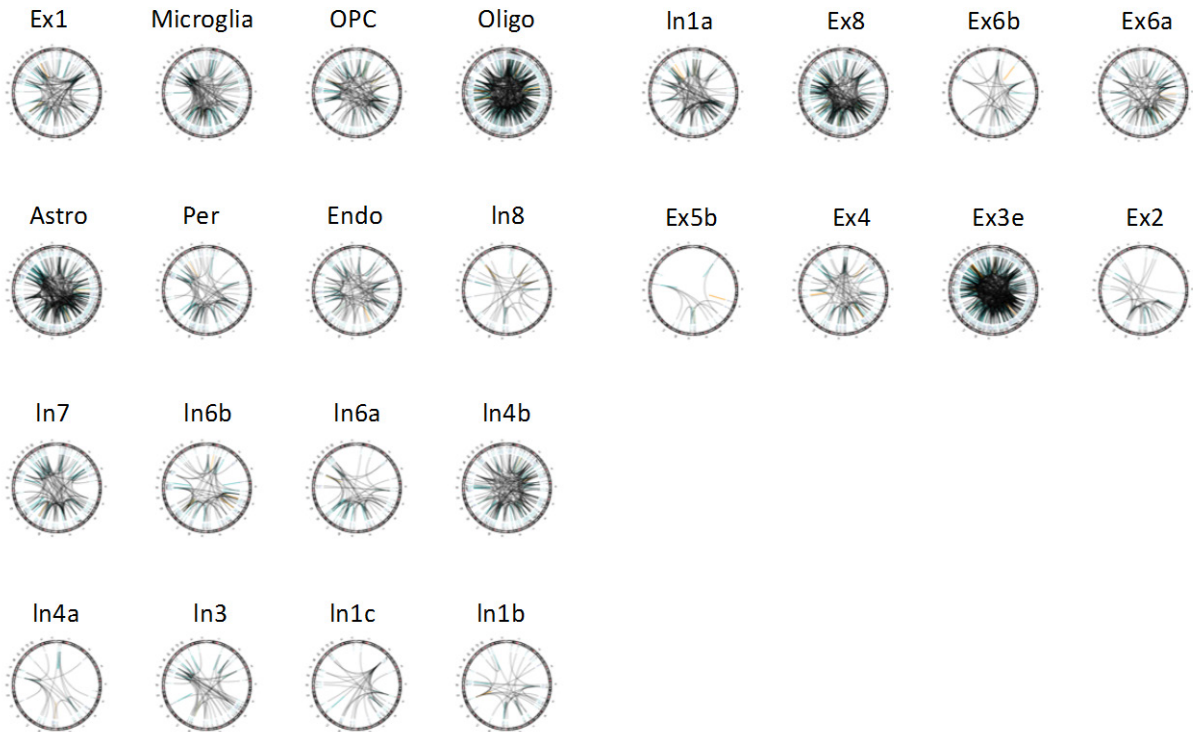 Ex1 Microglia OPC Oligo In1a Ex8 Ex6b Ex6a
Astro Per Endo In8 Ex5b Ex4 Ex3e Ex2
In7 In6b In6a In4b
In4a In3 In1c In1b